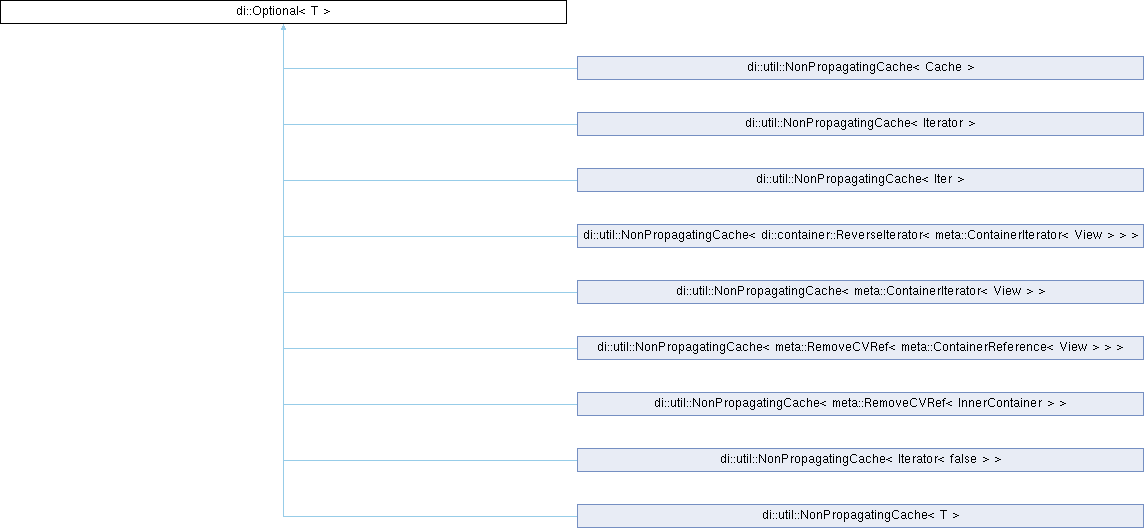 di::Optional< T >
di::util::NonPropagatingCache< Cache >
di::util::NonPropagatingCache< Iterator >
di::util::NonPropagatingCache< Iter >
di::util::NonPropagatingCache< di::container::ReverseIterator< meta::ContainerIterator< View > > >
di::util::NonPropagatingCache< meta::ContainerIterator< View > >
di::util::NonPropagatingCache< meta::RemoveCVRef< meta::ContainerReference< View > > >
di::util::NonPropagatingCache< meta::RemoveCVRef< InnerContainer > >
di::util::NonPropagatingCache< Iterator< false > >
di::util::NonPropagatingCache< T >